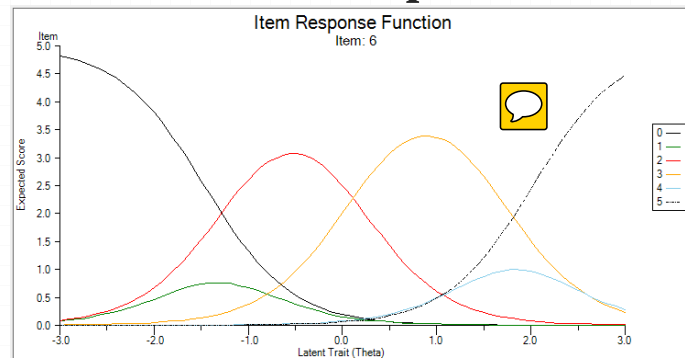 Item Response Function
Item: 6
Item
5.0
4.5
4.0
3.5
3.0
2.5
2.0
1.5
1.0
0.5
0.0
Expected Score
-3.0 -2.0 -1.0 0.0 1.0 2.0 3.0
Latent Trait (Theta)
0
1
2
3
4
5